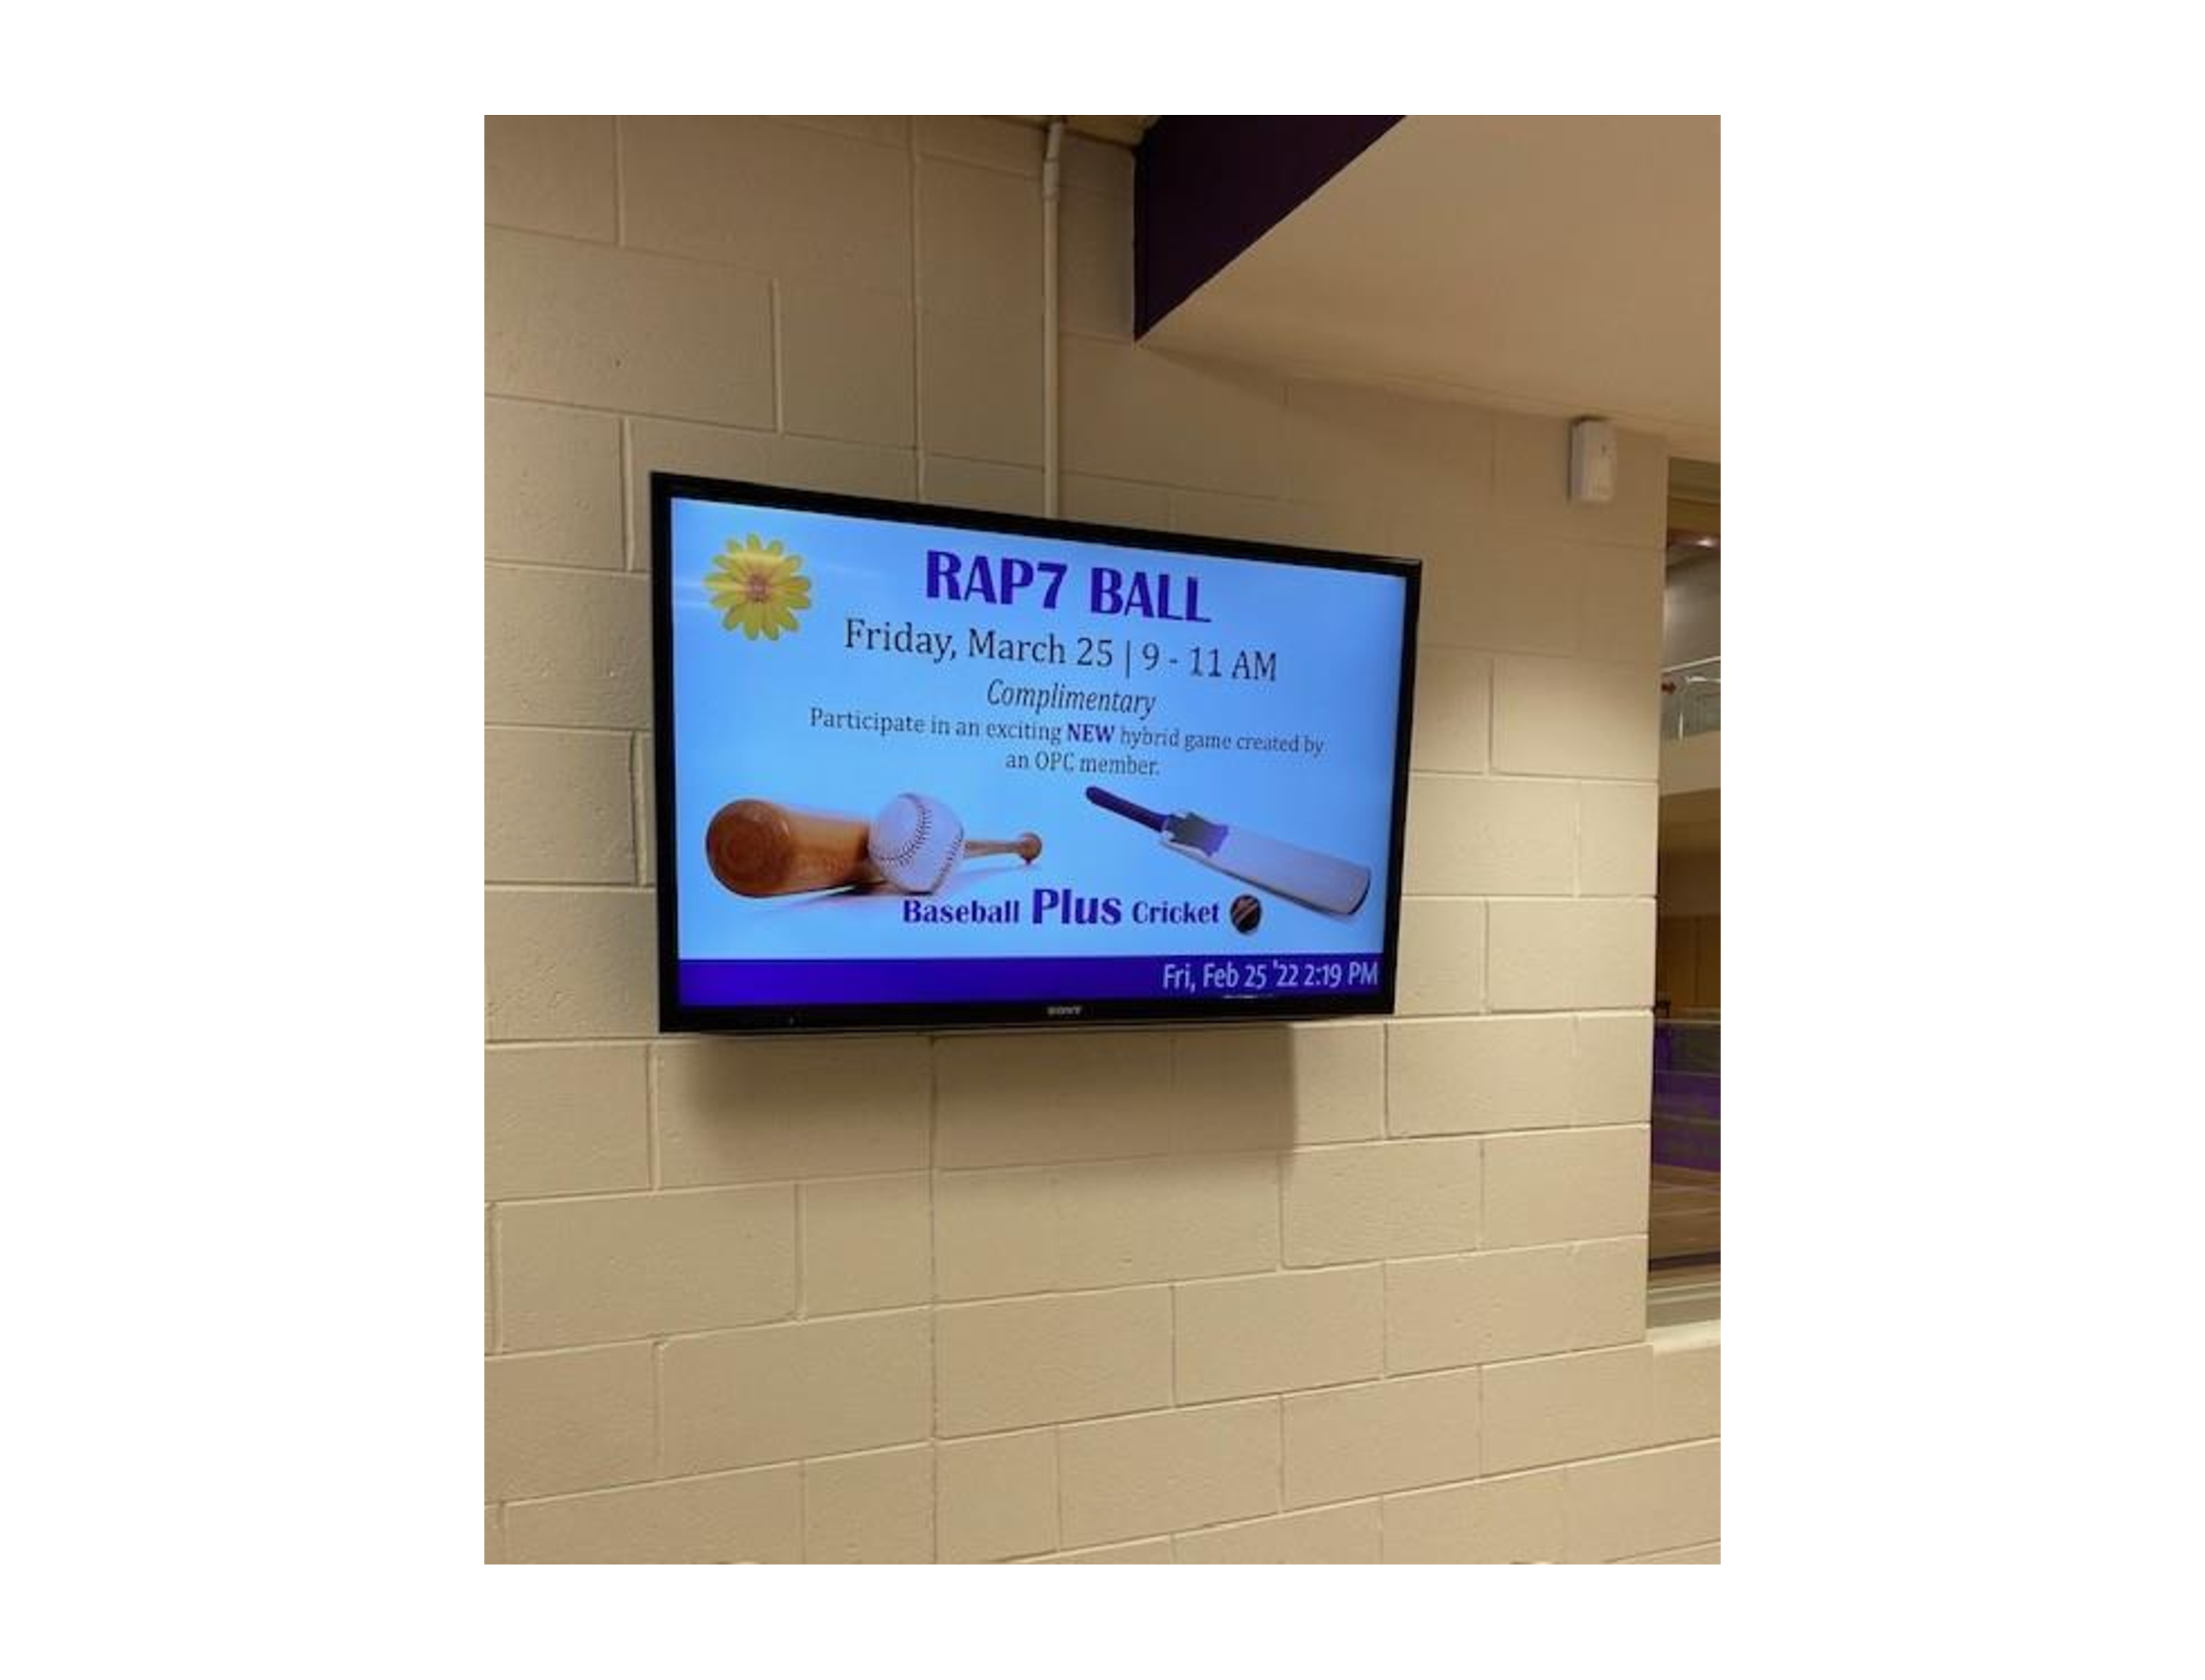 RAP7 BALL
Friday, March 25 | 9 - 11 AM
Complimentary
Participate in an exciting NEW hybrid game created by
an OPC member.
Baseball Plus Cricket
Fri, Feb 25 '22 2:19 PM
SONY